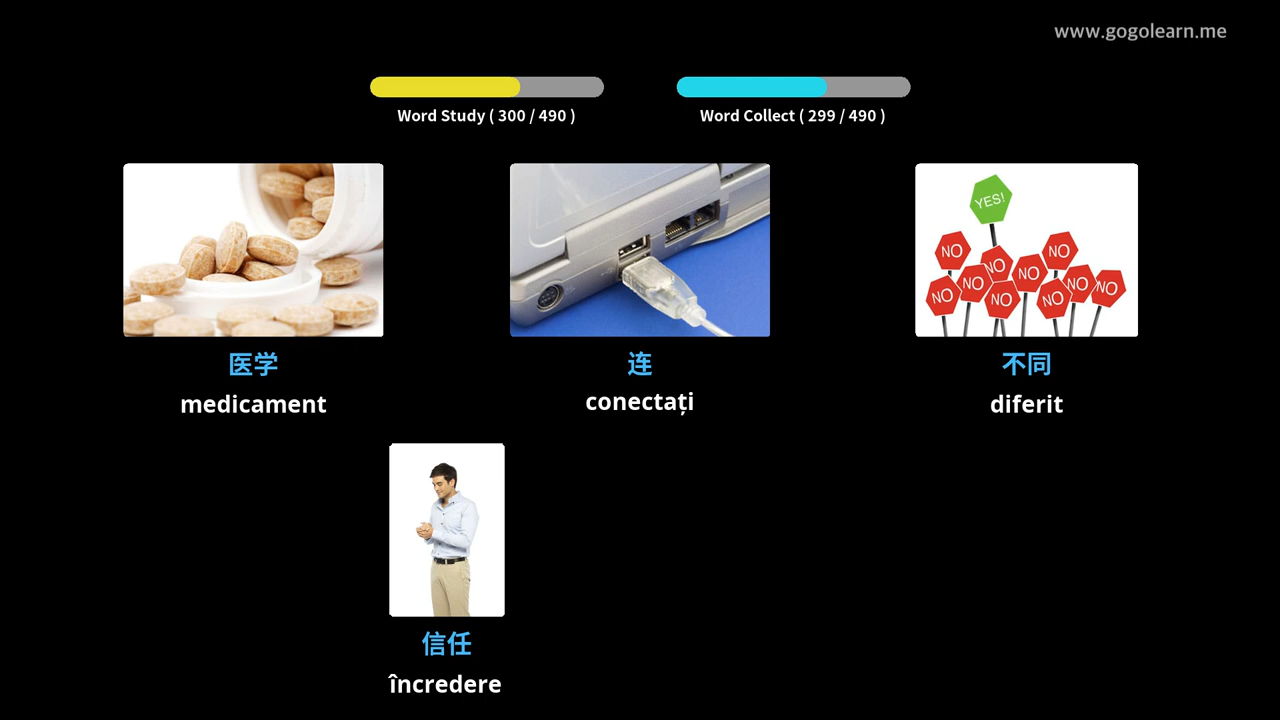 www.gogolearn.me
Word Study ( 300 / 490 )
Word Collect ( 299 / 490 )
YES!
NO
NO
NO
NO
NO
NO
NO
NO
NO
NO
医学
连
不同
medicament
conectați
diferit
信任
încredere